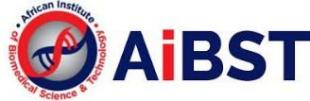 African Institute
of Biomedical Science & Technology
AiBST